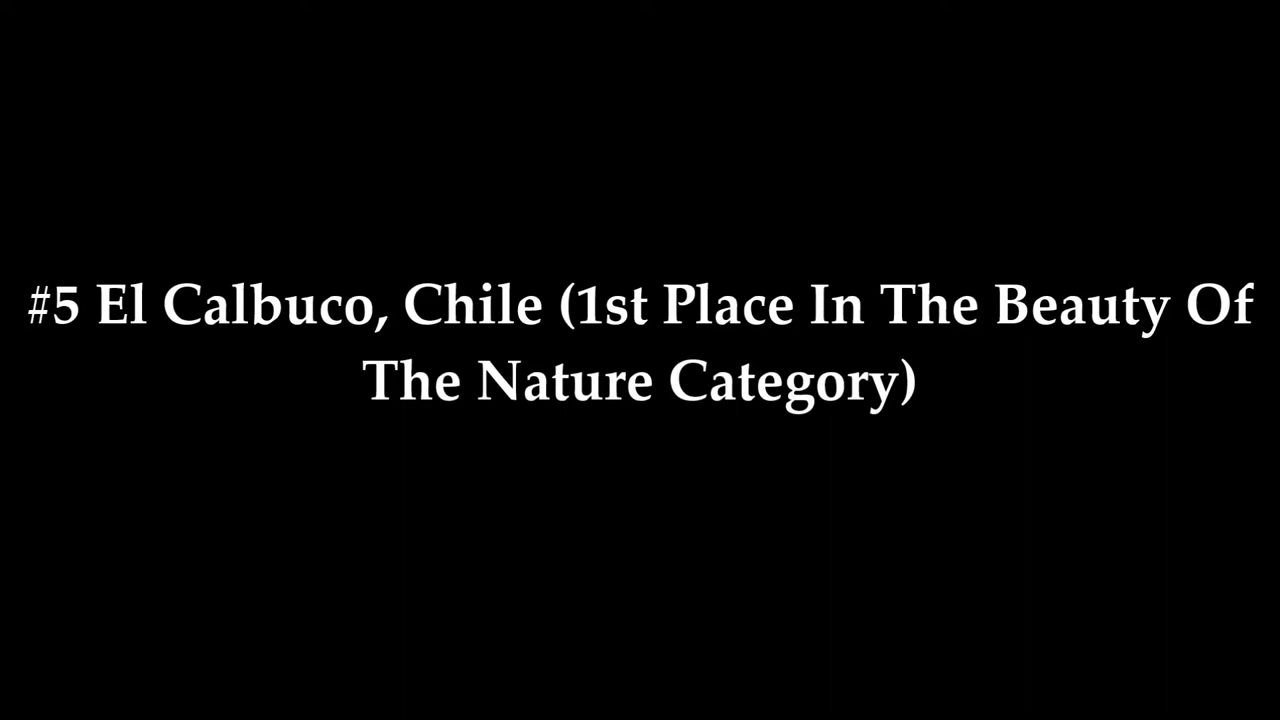 #5 El Calbuco, Chile (1st Place In The Beauty Of
The Nature Category)